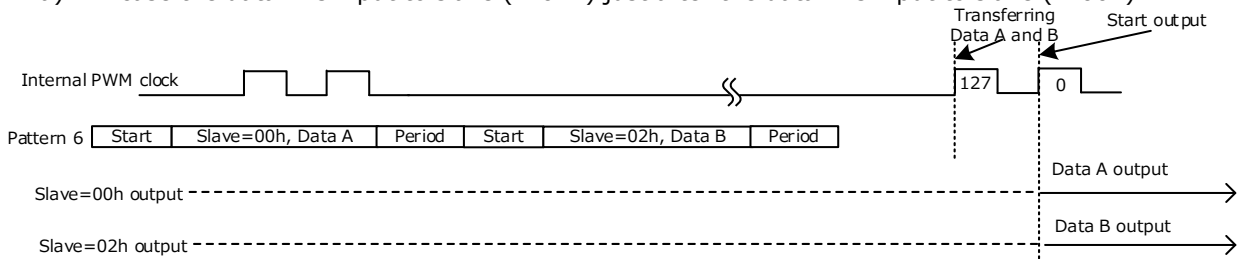 Transferring
Data A and B
Start output
Internal PWM clock
127
0
Pattern 6
Start
Slave=00h, Data A
Period
Start
Slave=02h, Data B
Period
Data A output
Slave=00h output
Data B output
Slave=02h output